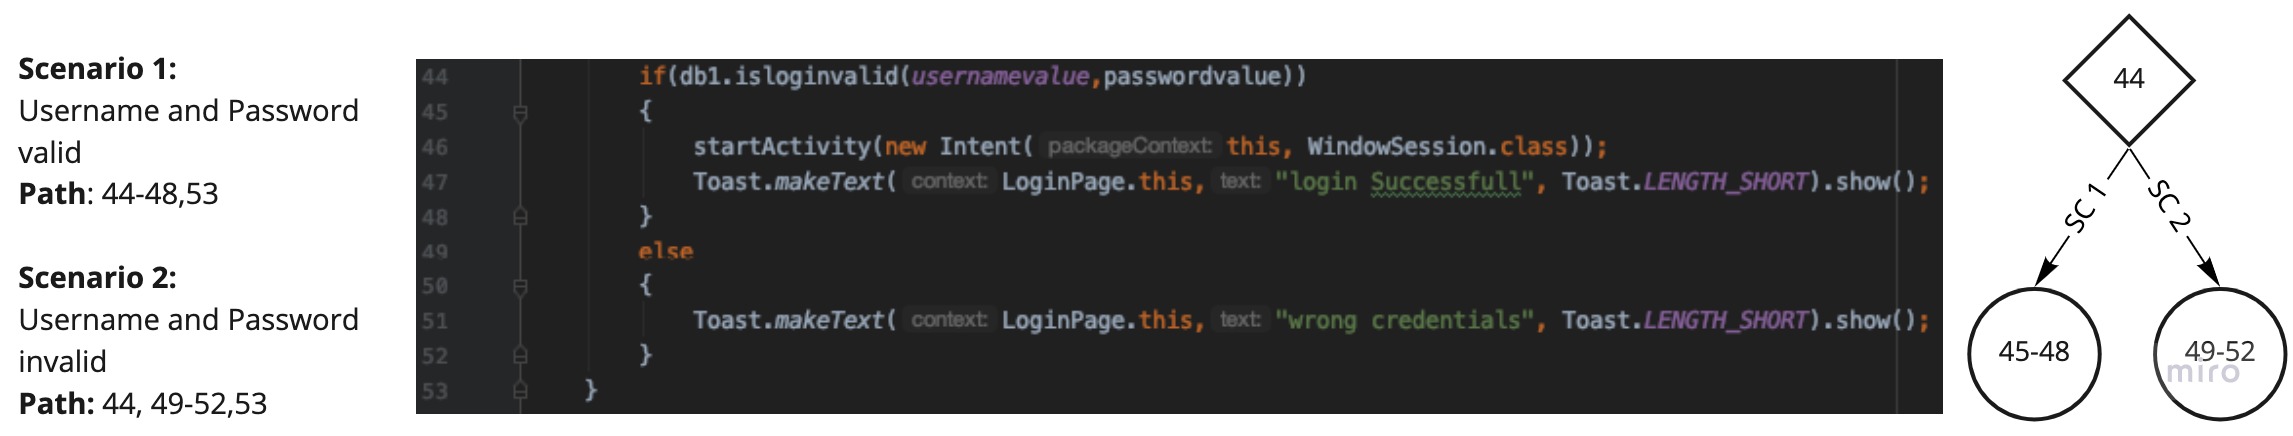 Scenario 1:
Username and Password
valid
Path: 44-48,53
Scenario 2:
Username and Password
invalid
Path: 44, 49-52,53
44 if(db1.isloginvalid(usernamevalue,passwordvalue))
45 {
46 startActivity(new Intent( packageContext: this, WindowSession.class));
47 Toast.makeText( context: LoginPage.this, text: "login Successfull", Toast.LENGTH_SHORT).show();
48 }
49 else
50 {
51 Toast.makeText( context: LoginPage.this, text: "wrong credentials", Toast.LENGTH_SHORT).show();
52 }
53 }
44
SC 1
SC 2
45-48
49-52
miro